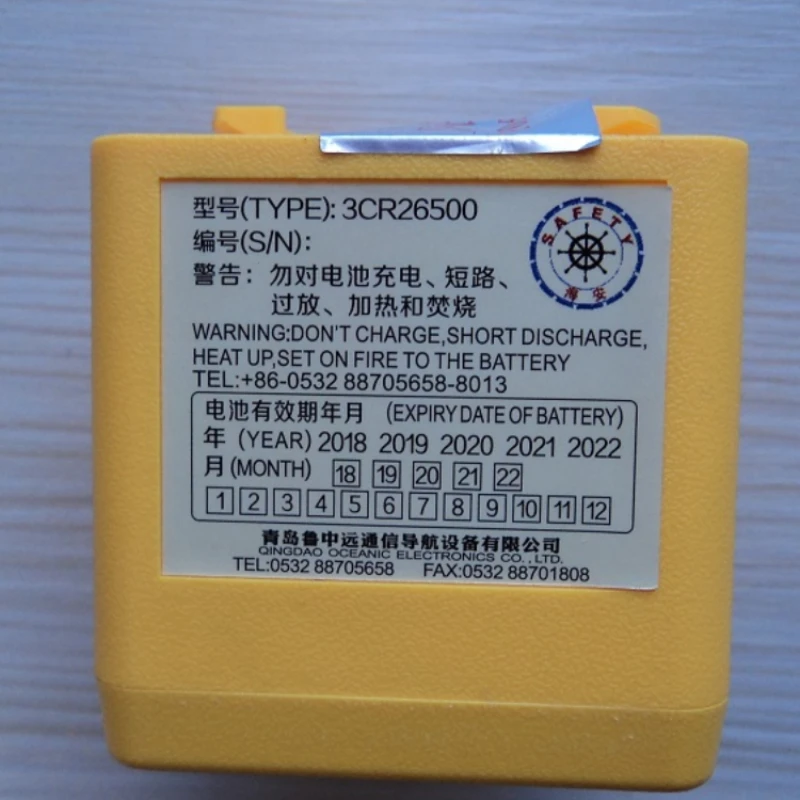 型号(TYPE): 3CR26500
编号(S/N):
SAFETY
海安
警告: 勿对电池充电、短路、
过放、加热和焚烧
WARNING:DON'T CHARGE,SHORT DISCHARGE,
HEAT UP,SET ON FIRE TO THE BATTERY
TEL:+86-0532 88705658-8013
电池有效期年月 (EXPIRY DATE OF BATTERY)
年 (YEAR) 2018 2019 2020 2021 2022
月(MONTH) 18 19 20 21 22
1 2 3 4 5 6 7 8 9 10 11 12
青岛鲁中远通信导航设备有限公司
QINGDAO OCEANIC ELECTRONICS CO.,LTD.
TEL:0532 88705658 FAX:0532 88701808